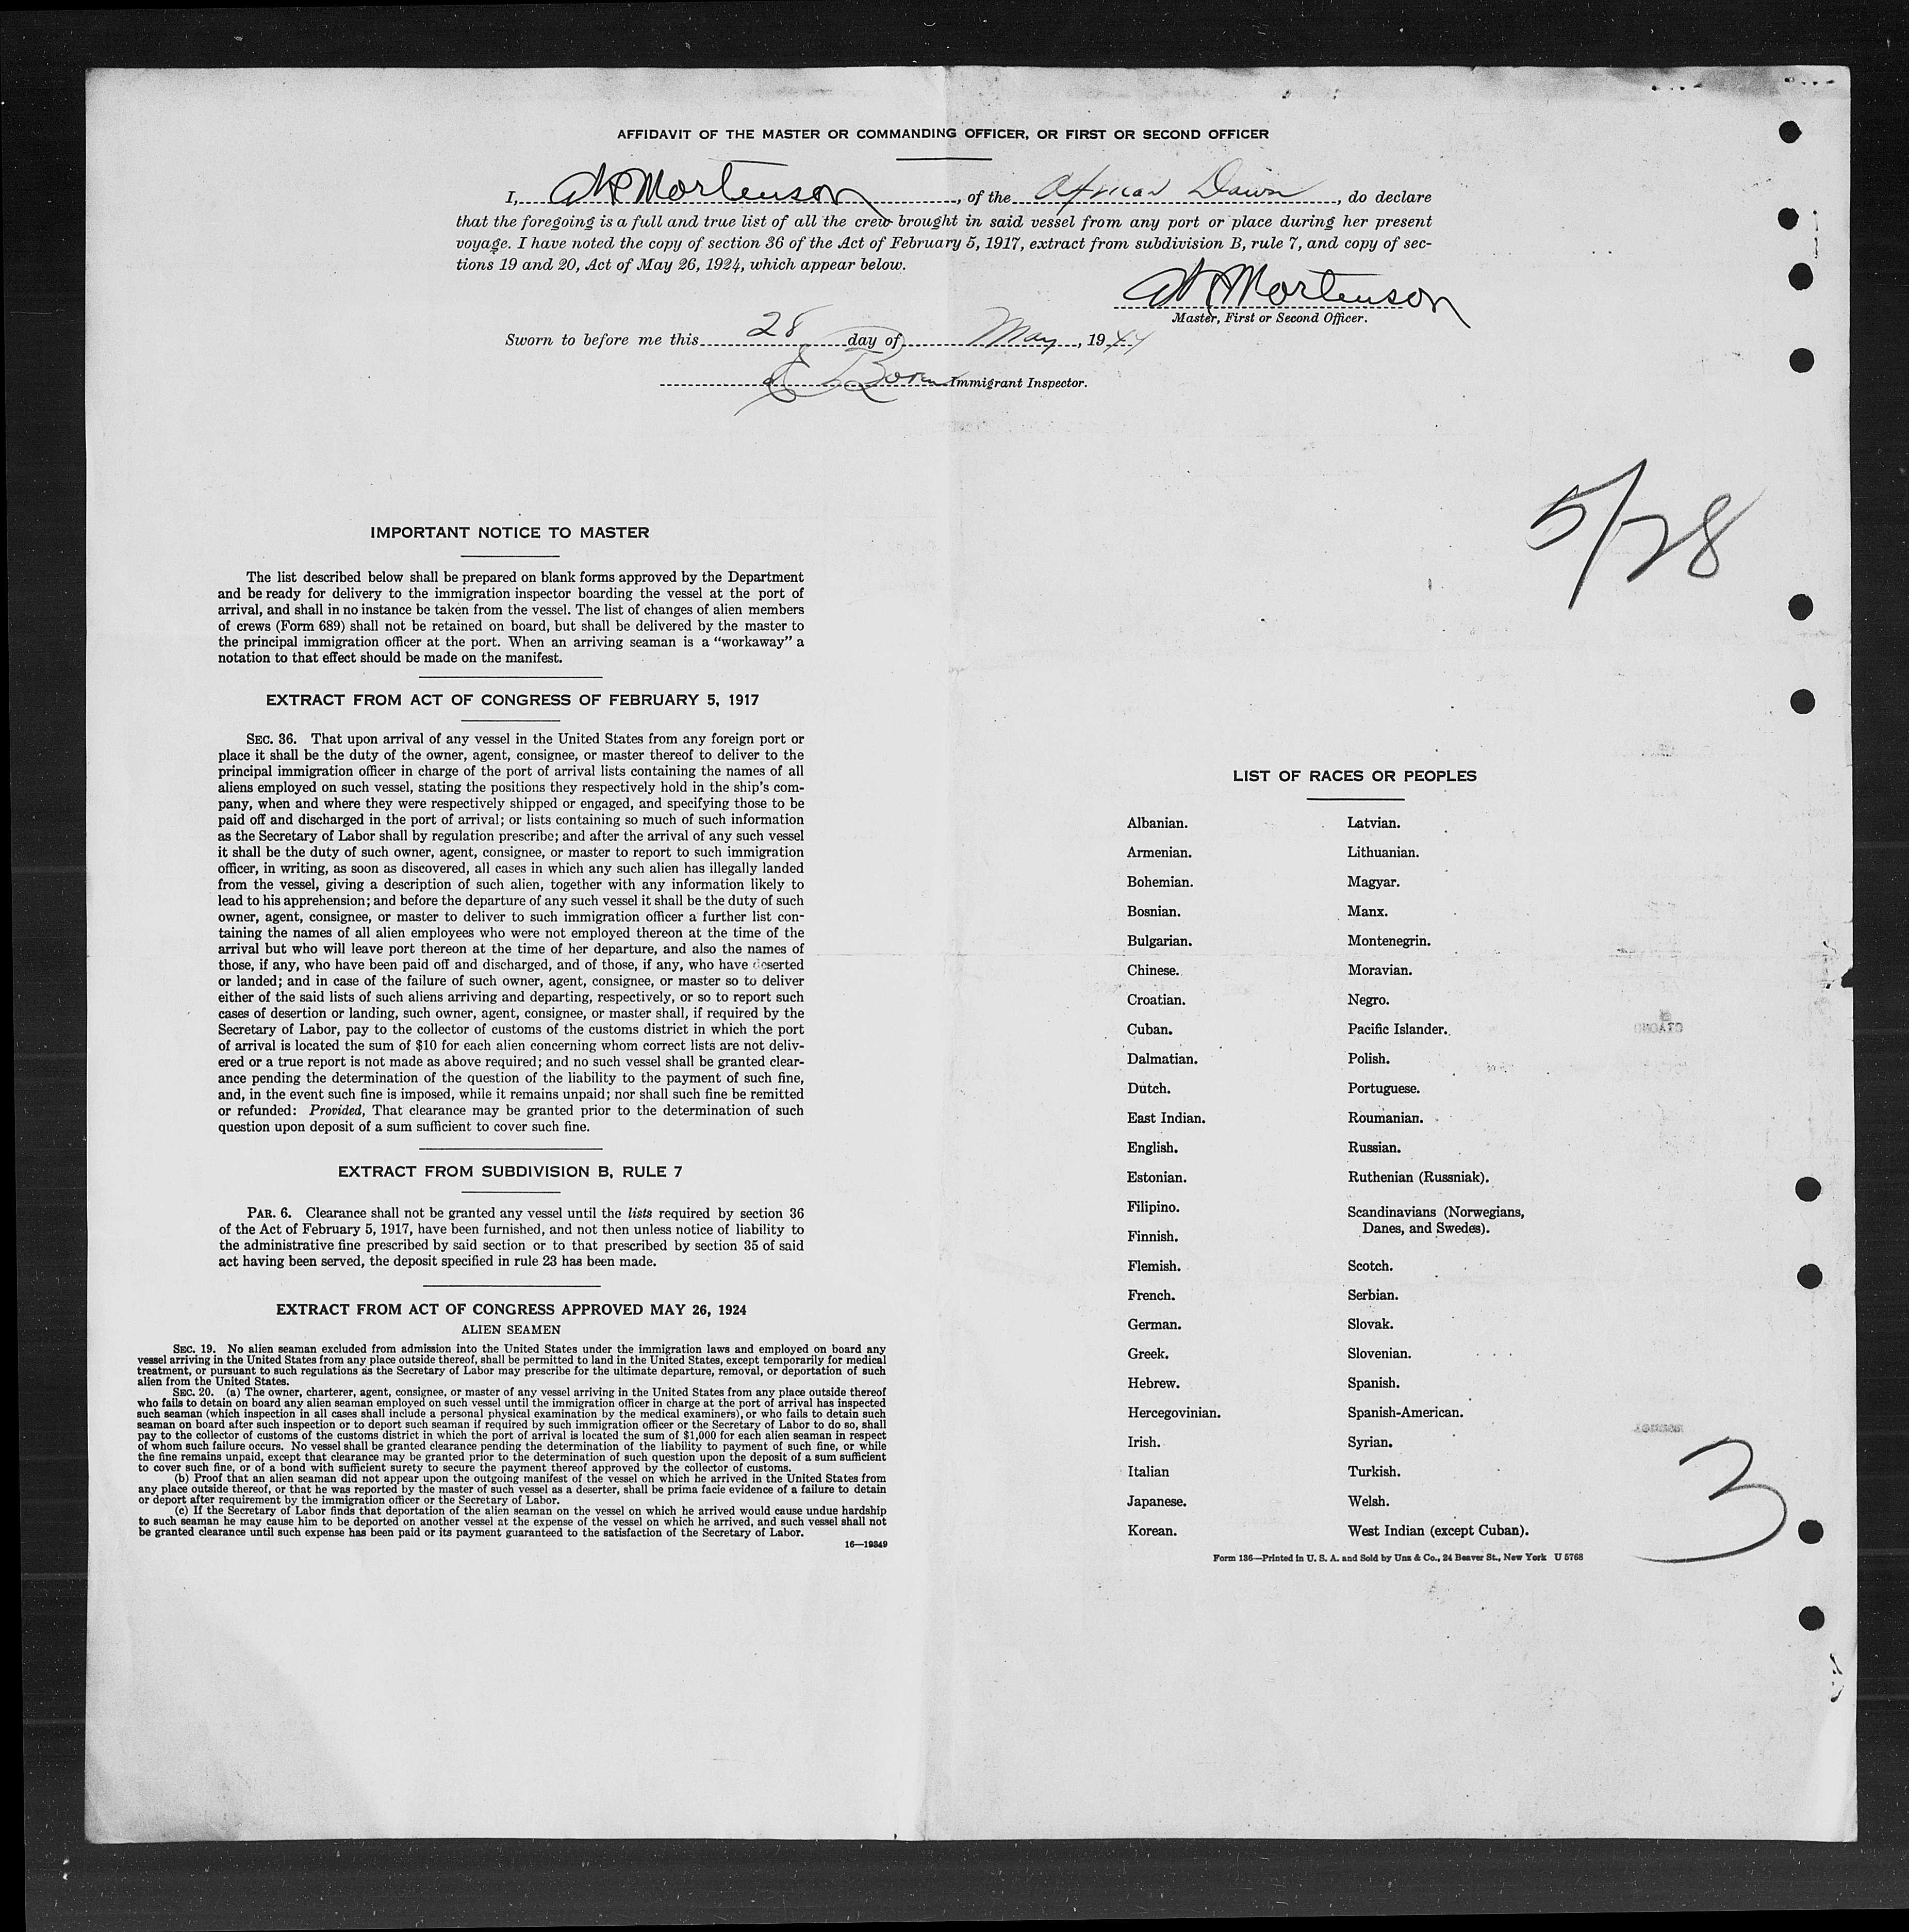 AFFIDAVIT OF THE MASTER OR COMMANDING OFFICER, OR FIRST OR SECOND OFFICER
I, Mortenson, of the African Dawn, do declare
that the foregoing is a full and true list of all the crew brought in said vessel from any port or place during her present
voyage. I have noted the copy of section 36 of the Act of February 5, 1917, extract from subdivision B, rule 7, and copy of sec-
tions 19 and 20, Act of May 26, 1924, which appear below.
Mortenson
Master, First or Second Officer.
Sworn to before me this 28 day of May, 1944
Immigrant Inspector.
5/28
IMPORTANT NOTICE TO MASTER
The list described below shall be prepared on blank forms approved by the Department
and be ready for delivery to the immigration inspector boarding the vessel at the port of
arrival, and shall in no instance be taken from the vessel. The list of changes of alien members
of crews (Form 689) shall not be retained on board, but shall be delivered by the master to
the principal immigration officer at the port. When an arriving seaman is a "workaway" a
notation to that effect should be made on the manifest.
EXTRACT FROM ACT OF CONGRESS OF FEBRUARY 5, 1917
SEC. 36. That upon arrival of any vessel in the United States from any foreign port or
place it shall be the duty of the owner, agent, consignee, or master thereof to deliver to the
principal immigration officer in charge of the port of arrival lists containing the names of all
aliens employed on such vessel, stating the positions they respectively hold in the ship's com-
pany, when and where they were respectively shipped or engaged, and specifying those to be
paid off and discharged in the port of arrival; or lists containing so much of such information
as the Secretary of Labor shall by regulation prescribe; and after the arrival of any such vessel
it shall be the duty of such owner, agent, consignee, or master to report to such immigration
officer, in writing, as soon as discovered, all cases in which any such alien has illegally landed
from the vessel, giving a description of such alien, together with any information likely to
lead to his apprehension; and before the departure of any such vessel it shall be the duty of such
owner, agent, consignee, or master to deliver to such immigration officer a further list con-
taining the names of all alien employees who were not employed thereon at the time of the
arrival but who will leave port thereon at the time of her departure, and also the names of
those, if any, who have been paid off and discharged, and of those, if any, who have deserted
or landed; and in case of the failure of such owner, agent, consignee, or master so to deliver
either of the said lists of such aliens arriving and departing, respectively, or so to report such
cases of desertion or landing, such owner, agent, consignee, or master shall, if required by the
Secretary of Labor, pay to the collector of customs of the customs district in which the port
of arrival is located the sum of $10 for each alien concerning whom correct lists are not deliv-
ered or a true report is not made as above required; and no such vessel shall be granted clear-
ance pending the determination of the question of the liability to the payment of such fine,
and, in the event such fine is imposed, while it remains unpaid; nor shall such fine be remitted
or refunded: Provided, That clearance may be granted prior to the determination of such
question upon deposit of a sum sufficient to cover such fine.
EXTRACT FROM SUBDIVISION B, RULE 7
PAR. 6. Clearance shall not be granted any vessel until the lists required by section 36
of the Act of February 5, 1917, have been furnished, and not then unless notice of liability to
the administrative fine prescribed by said section or to that prescribed by section 35 of said
act having been served, the deposit specified in rule 23 has been made.
EXTRACT FROM ACT OF CONGRESS APPROVED MAY 26, 1924
ALIEN SEAMEN
SEC. 19. No alien seaman excluded from admission into the United States under the immigration laws and employed on board any
vessel arriving in the United States from any place outside thereof, shall be permitted to land in the United States, except temporarily for medical
treatment, or pursuant to such regulations as the Secretary of Labor may prescribe for the ultimate departure, removal, or deportation of such
alien from the United States.
SEC. 20. (a) The owner, charterer, agent, consignee, or master of any vessel arriving in the United States from any place outside thereof
who fails to detain on board any alien seaman employed on such vessel until the immigration officer in charge at the port of arrival has inspected
such seaman (which inspection in all cases shall include a personal physical examination by the medical examiners), or who fails to detain such
seaman on board after such inspection or to deport such seaman if required by such immigration officer or the Secretary of Labor to do so, shall
pay to the collector of customs of the customs district in which the port of arrival is located the sum of $1,000 for each alien seaman in respect
of whom such failure occurs. No vessel shall be granted clearance pending the determination of the liability to payment of such fine, or while
the fine remains unpaid, except that clearance may be granted prior to the determination of such question upon the deposit of a sum sufficient
to cover such fine, or of a bond with sufficient surety to secure the payment thereof approved by the collector of customs.
(b) Proof that an alien seaman did not appear upon the outgoing manifest of the vessel on which he arrived in the United States from
any place outside thereof, or that he was reported by the master of such vessel as a deserter, shall be prima facie evidence of a failure to detain
or deport after requirement by the immigration officer or the Secretary of Labor.
(c) If the Secretary of Labor finds that deportation of the alien seaman on the vessel on which he arrived would cause undue hardship
to such seaman he may cause him to be deported on another vessel at the expense of the vessel on which he arrived, and such vessel shall not
be granted clearance until such expense has been paid or its payment guaranteed to the satisfaction of the Secretary of Labor.
16—19349
LIST OF RACES OR PEOPLES
Albanian.
Armenian.
Bohemian.
Bosnian.
Bulgarian.
Chinese.
Croatian.
Cuban.
Dalmatian.
Dutch.
East Indian.
English.
Estonian.
Filipino.
Finnish.
Flemish.
French.
German.
Greek.
Hebrew.
Hercegovinian.
Irish.
Italian
Japanese.
Korean.
Latvian.
Lithuanian.
Magyar.
Manx.
Montenegrin.
Moravian.
Negro.
Pacific Islander.
Polish.
Portuguese.
Roumanian.
Russian.
Ruthenian (Russniak).
Scandinavians (Norwegians,
Danes, and Swedes).
Scotch.
Serbian.
Slovak.
Slovenian.
Spanish.
Spanish-American.
Syrian.
Turkish.
Welsh.
West Indian (except Cuban).
Form 136—Printed in U. S. A. and Sold by Unz & Co., 24 Beaver St., New York U 5768
3